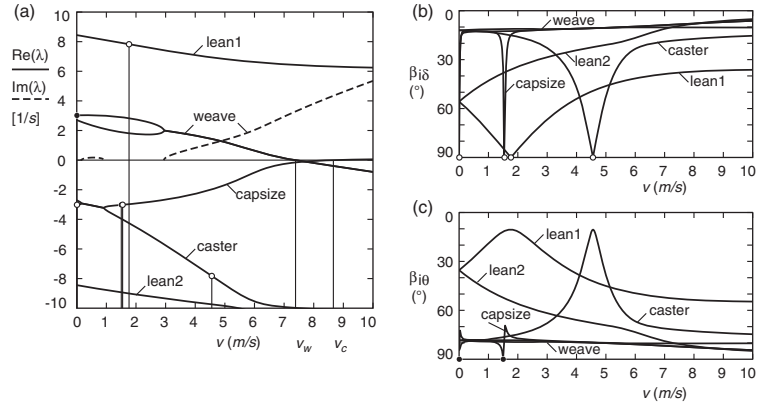 (a)
Re(λ)
Im(λ)
[1/s]
10
8
6
4
2
0
-2
-4
-6
-8
-10
lean1
weave
capsize
caster
lean2
0 1 2 3 4 5 6 7 8 9 10
v (m/s) v_w v_c
(b)
β_iδ
(°)
0
30
60
90
weave
lean2
caster
capsize
lean1
0 1 2 3 4 5 6 7 8 9 10
v (m/s)
(c)
β_iθ
(°)
0
30
60
90
lean1
lean2
capsize
caster
weave
0 1 2 3 4 5 6 7 8 9 10
v (m/s)